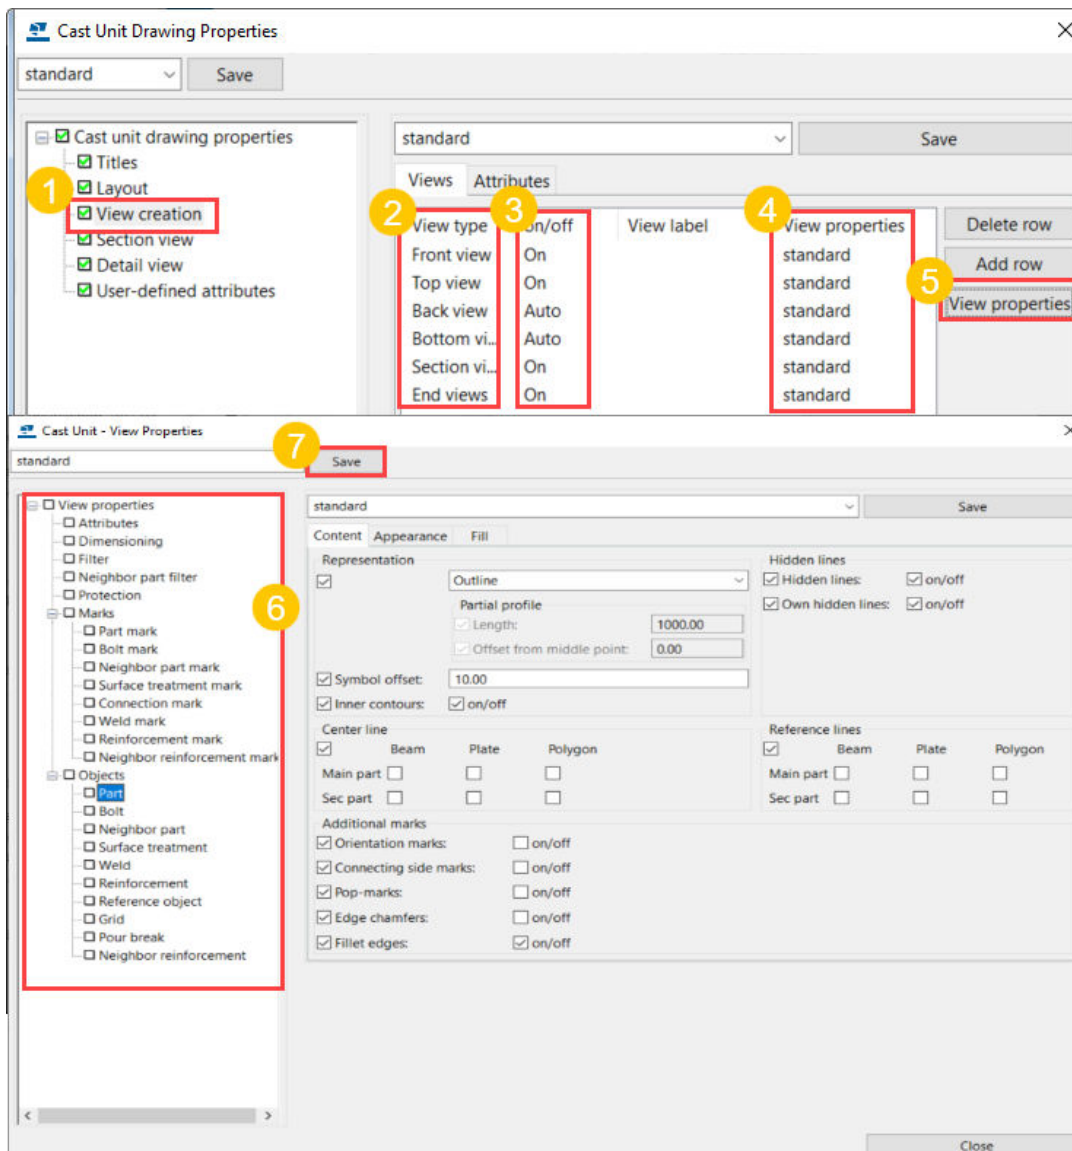 Cast Unit Drawing Properties
standard Save
Cast unit drawing properties
Titles
Layout
View creation
Section view
Detail view
User-defined attributes
1
standard Save
Views Attributes
2 3 4 5
View type on/off View label View properties
Front view On standard
Top view On standard
Back view Auto standard
Bottom vi... Auto standard
Section vi... On standard
End views On standard
Delete row
Add row
View properties
Cast Unit - View Properties
standard Save
7
View properties
Attributes
Dimensioning
Filter
Neighbor part filter
Protection
Marks
Part mark
Bolt mark
Neighbor part mark
Surface treatment mark
Connection mark
Weld mark
Reinforcement mark
Neighbor reinforcement mark
Objects
Part
Bolt
Neighbor part
Surface treatment
Weld
Reinforcement
Reference object
Grid
Pour break
Neighbor reinforcement
6
standard Save
Content Appearance Fill
Representation
Outline
Partial profile
Length: 1000.00
Offset from middle point: 0.00
Symbol offset: 10.00
Inner contours: on/off
Hidden lines
Hidden lines: on/off
Own hidden lines: on/off
Center line
Beam Plate Polygon
Main part
Sec part
Reference lines
Beam Plate Polygon
Main part
Sec part
Additional marks
Orientation marks: on/off
Connecting side marks: on/off
Pop-marks: on/off
Edge chamfers: on/off
Fillet edges: on/off
Close